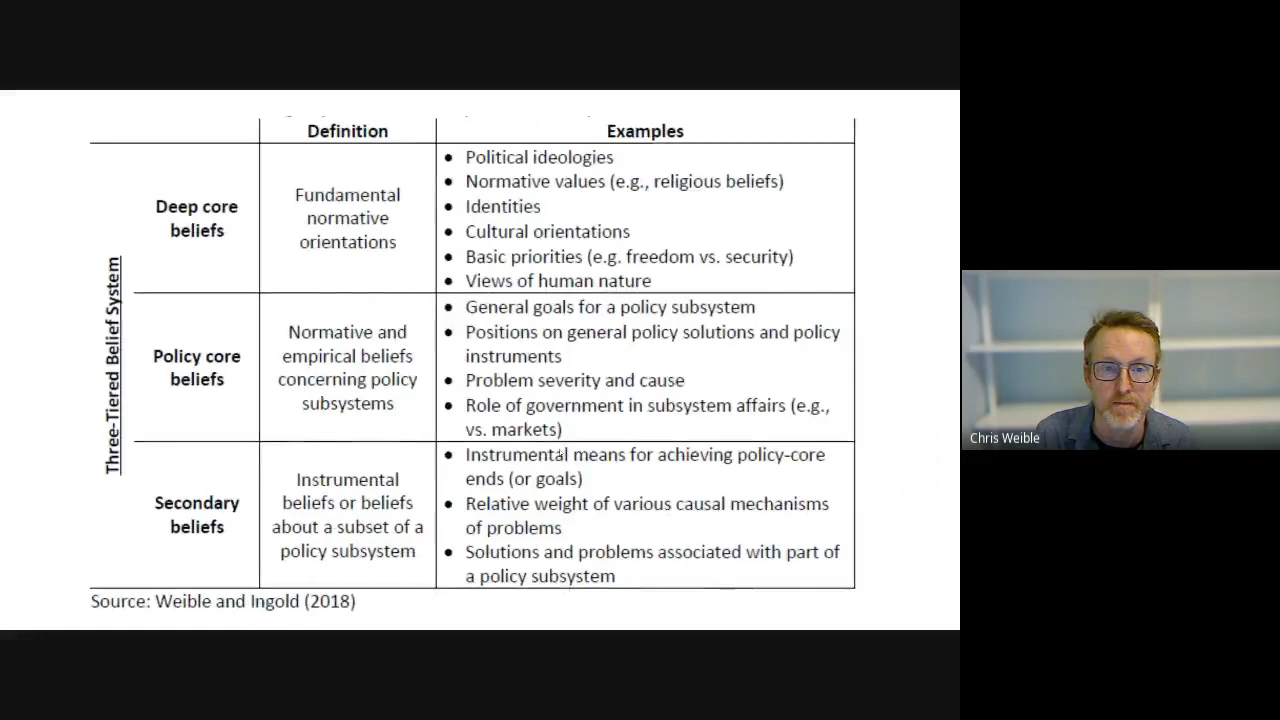 Definition
Examples
Three-Tiered Belief System
Deep core
beliefs
Fundamental
normative
orientations
• Political ideologies
• Normative values (e.g., religious beliefs)
• Identities
• Cultural orientations
• Basic priorities (e.g. freedom vs. security)
• Views of human nature
Policy core
beliefs
Normative and
empirical beliefs
concerning policy
subsystems
• General goals for a policy subsystem
• Positions on general policy solutions and policy
instruments
• Problem severity and cause
• Role of government in subsystem affairs (e.g.,
vs. markets)
Secondary
beliefs
Instrumental
beliefs or beliefs
about a subset of a
policy subsystem
• Instrumental means for achieving policy-core
ends (or goals)
• Relative weight of various causal mechanisms
of problems
• Solutions and problems associated with part of
a policy subsystem
Source: Weible and Ingold (2018)
Chris Weible